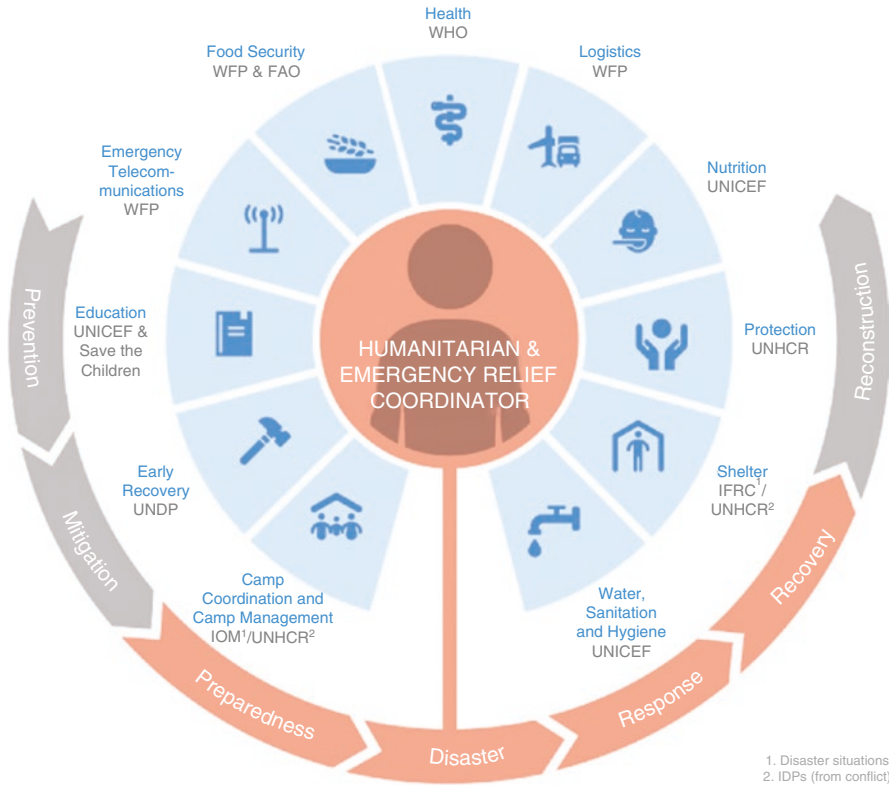 Health
WHO
Logistics
WFP
Nutrition
UNICEF
Protection
UNHCR
Shelter
IFRC¹/
UNHCR²
Water,
Sanitation
and Hygiene
UNICEF
Camp
Coordination and
Camp Management
IOM¹/UNHCR²
Early
Recovery
UNDP
Education
UNICEF &
Save the
Children
Emergency
Telecom-
munications
WFP
Food Security
WFP & FAO
HUMANITARIAN &
EMERGENCY RELIEF
COORDINATOR
Prevention
Mitigation
Preparedness
Disaster
Response
Recovery
Reconstruction
1. Disaster situations
2. IDPs (from conflict)